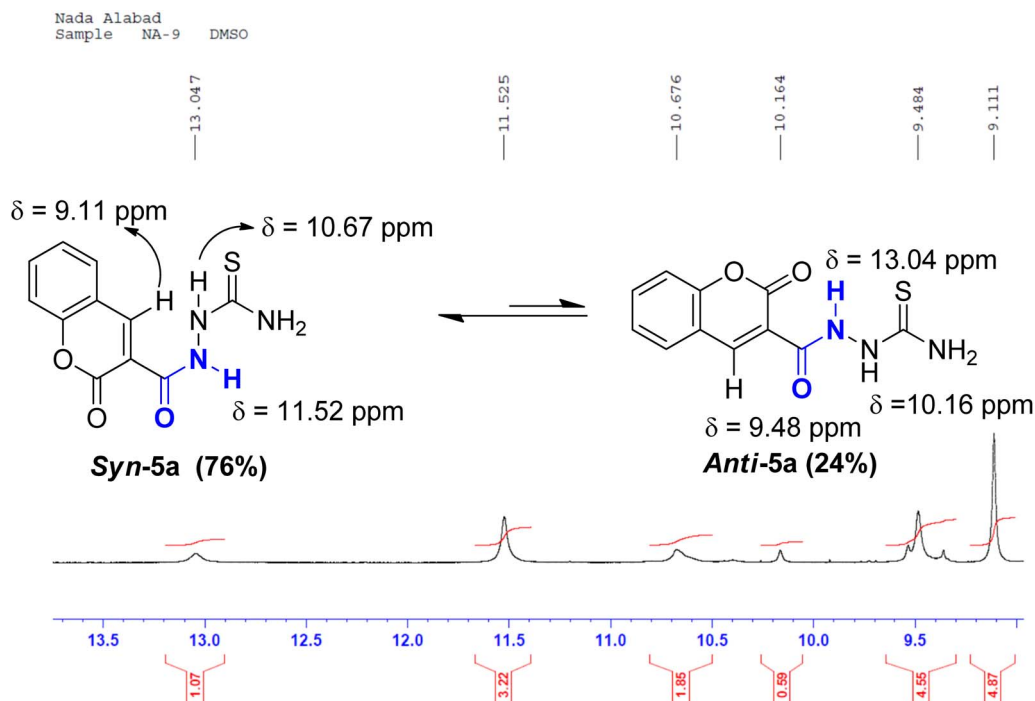 Nada Alabad
Sample NA-9 DMSO
13.047
11.525
10.676
10.164
9.484
9.111
δ = 9.11 ppm
δ = 10.67 ppm
H
H
N
S
NH2
N
H
O
O
O
δ = 11.52 ppm
Syn-5a (76%)
O
O
H
δ = 13.04 ppm
S
N
N
H
NH2
H
O
δ = 9.48 ppm
δ =10.16 ppm
Anti-5a (24%)
13.5 13.0 12.5 12.0 11.5 11.0 10.5 10.0 9.5
1.07 3.22 1.85 0.59 4.55 4.87